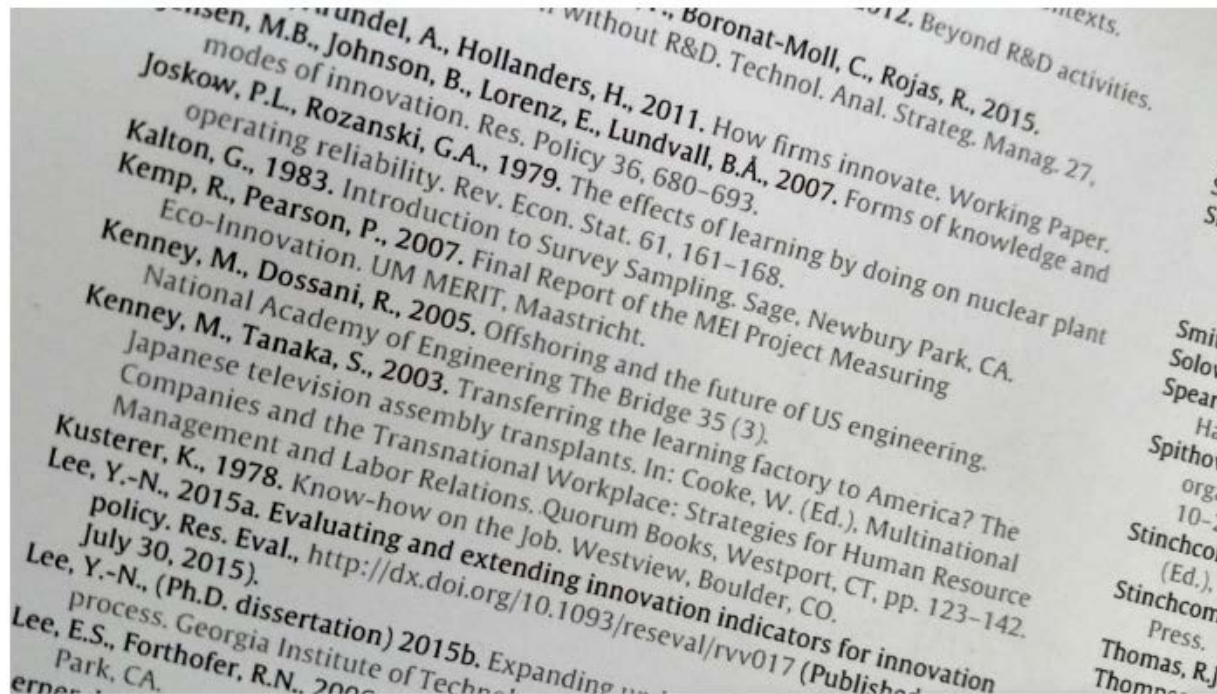 ntexts.
2012. Beyond R&D activities.
Boronat-Moll, C., Rojas, R., 2015.
without R&D. Technol. Anal. Strateg. Manag. 27,
Arundel, A., Hollanders, H., 2011. How firms innovate. Working Paper.
Jensen, M.B., Johnson, B., Lorenz, E., Lundvall, B.Å., 2007. Forms of knowledge and
modes of innovation. Res. Policy 36, 680–693.
Joskow, P.L., Rozanski, G.A., 1979. The effects of learning by doing on nuclear plant
operating reliability. Rev. Econ. Stat. 61, 161–168.
Kalton, G., 1983. Introduction to Survey Sampling. Sage, Newbury Park, CA.
Kemp, R., Pearson, P., 2007. Final Report of the MEI Project Measuring
Eco-Innovation. UM MERIT, Maastricht.
Kenney, M., Dossani, R., 2005. Offshoring and the future of US engineering.
National Academy of Engineering The Bridge 35 (3).
Kenney, M., Tanaka, S., 2003. Transferring the learning factory to America? The
Japanese television assembly transplants. In: Cooke, W. (Ed.), Multinational
Companies and the Transnational Workplace: Strategies for Human Resource
Management and Labor Relations. Quorum Books, Westport, CT, pp. 123–142.
Kusterer, K., 1978. Know-how on the Job. Westview, Boulder, CO.
Lee, Y.-N., 2015a. Evaluating and extending innovation indicators for innovation
policy. Res. Eval., http://dx.doi.org/10.1093/reseval/rvv017 (Published
July 30, 2015).
Lee, Y.-N., (Ph.D. dissertation) 2015b. Expanding
process. Georgia Institute of Technol
Lee, E.S., Forthofer, R.N., 200
Park, CA.
Smi
Solov
Spear
Ha
Spithov
orga
10–
Stinchco
(Ed.),
Stinchcom
Press.
Thomas, R.J
Thomps